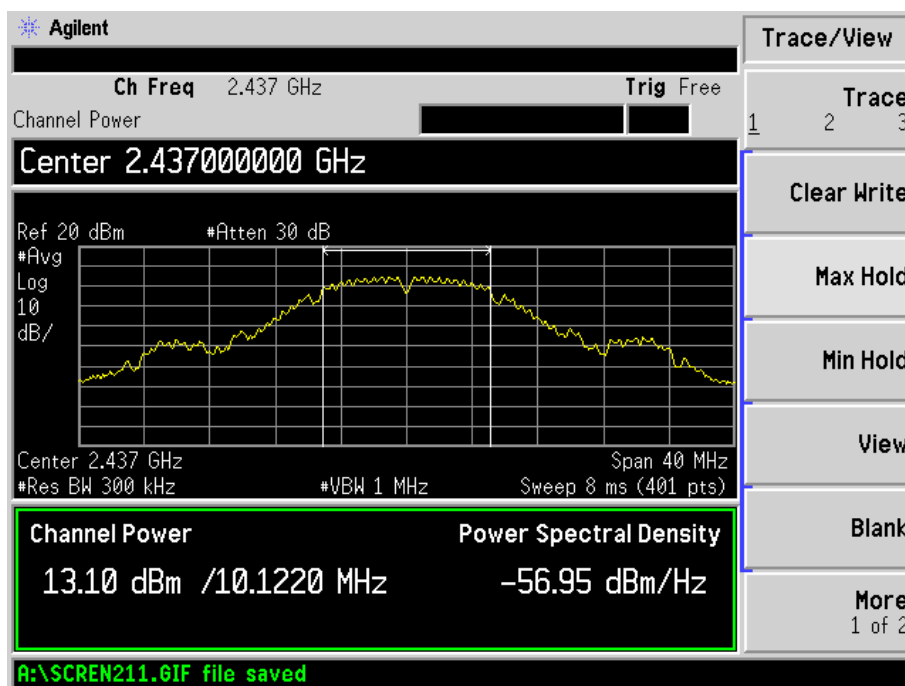 Agilent
Trace/View
Ch Freq 2.437 GHz Trig Free
Channel Power
Trace
1 2 3
Center 2.437000000 GHz
Clear Write
Ref 20 dBm #Atten 30 dB
#Avg
Log
10
dB/
Max Hold
Min Hold
View
Center 2.437 GHz Span 40 MHz
#Res BW 300 kHz #VBW 1 MHz Sweep 8 ms (401 pts)
Blank
Channel Power Power Spectral Density
13.10 dBm /10.1220 MHz -56.95 dBm/Hz
More
1 of 2
A:\SCREN211.GIF file saved